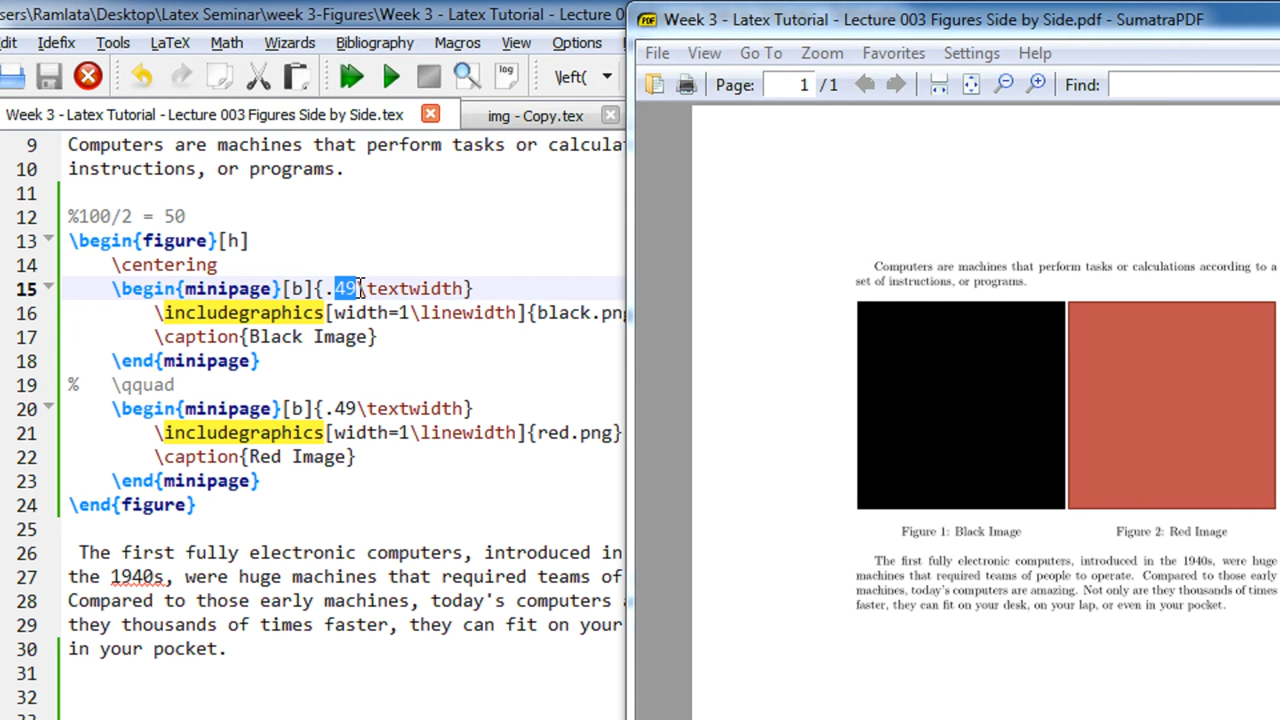 sers\Ramlata\Desktop\Latex Seminar\week 3-Figures\Week 3 - Latex Tutorial - Lecture 0
dit Idefix Tools LaTeX Math Wizards Bibliography Macros View Options
log \left(
Week 3 - Latex Tutorial - Lecture 003 Figures Side by Side.tex img - Copy.tex
9 Computers are machines that perform tasks or calcula
10 instructions, or programs.
11
12 %100/2 = 50
13 \begin{figure}[h]
14 \centering
15 \begin{minipage}[b]{.49\textwidth}
16 \includegraphics[width=1\linewidth]{black.png
17 \caption{Black Image}
18 \end{minipage}
19 % \qquad
20 \begin{minipage}[b]{.49\textwidth}
21 \includegraphics[width=1\linewidth]{red.png}
22 \caption{Red Image}
23 \end{minipage}
24 \end{figure}
25
26 The first fully electronic computers, introduced in
27 the 1940s, were huge machines that required teams of
28 Compared to those early machines, today's computers a
29 they thousands of times faster, they can fit on your
30 in your pocket.
31
32
PDF Week 3 - Latex Tutorial - Lecture 003 Figures Side by Side.pdf - SumatraPDF
File View Go To Zoom Favorites Settings Help
Page: 1 / 1 Find:
Computers are machines that perform tasks or calculations according to a
set of instructions, or programs.
Figure 1: Black Image Figure 2: Red Image
The first fully electronic computers, introduced in the 1940s, were huge
machines that required teams of people to operate. Compared to those early
machines, today's computers are amazing. Not only are they thousands of times
faster, they can fit on your desk, on your lap, or even in your pocket.